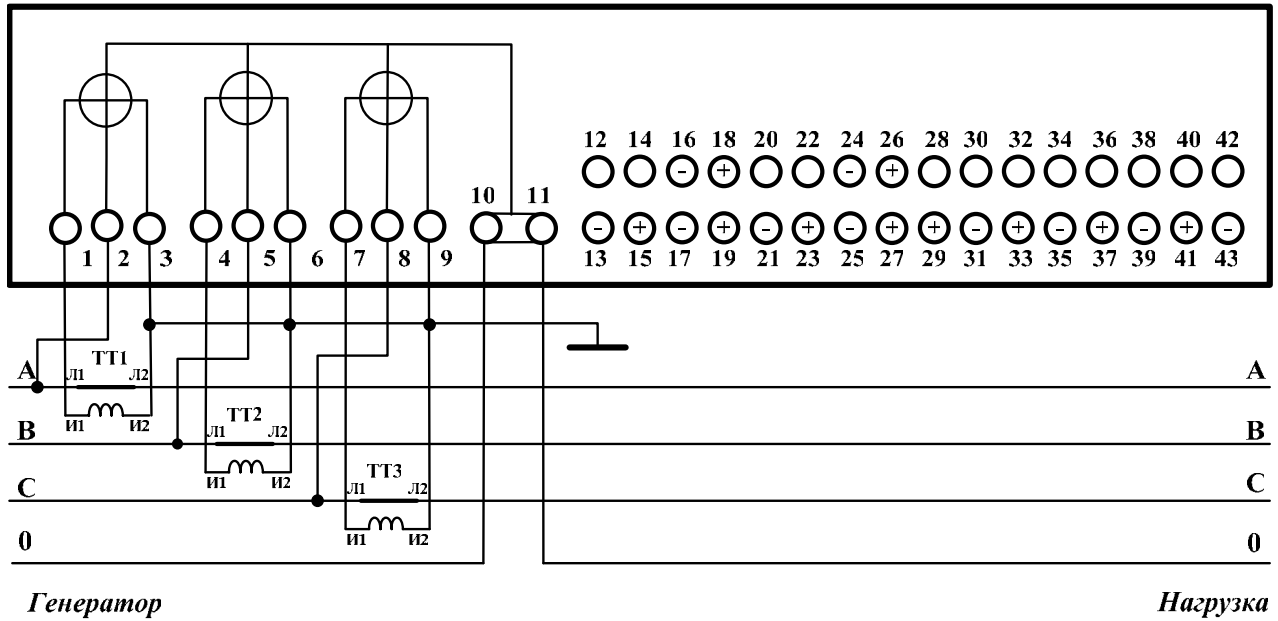 12 14 16 18 20 22 24 26 28 30 32 34 36 38 40 42
- + - +
10 11
- + - + - + - + + - + - + - + -
1 2 3 4 5 6 7 8 9
13 15 17 19 21 23 25 27 29 31 33 35 37 39 41 43
ТТ1
А Л1 Л2 А
И1 И2
ТТ2
В Л1 Л2 В
И1 И2
ТТ3
С Л1 Л2 С
И1 И2
0 0
Генератор Нагрузка